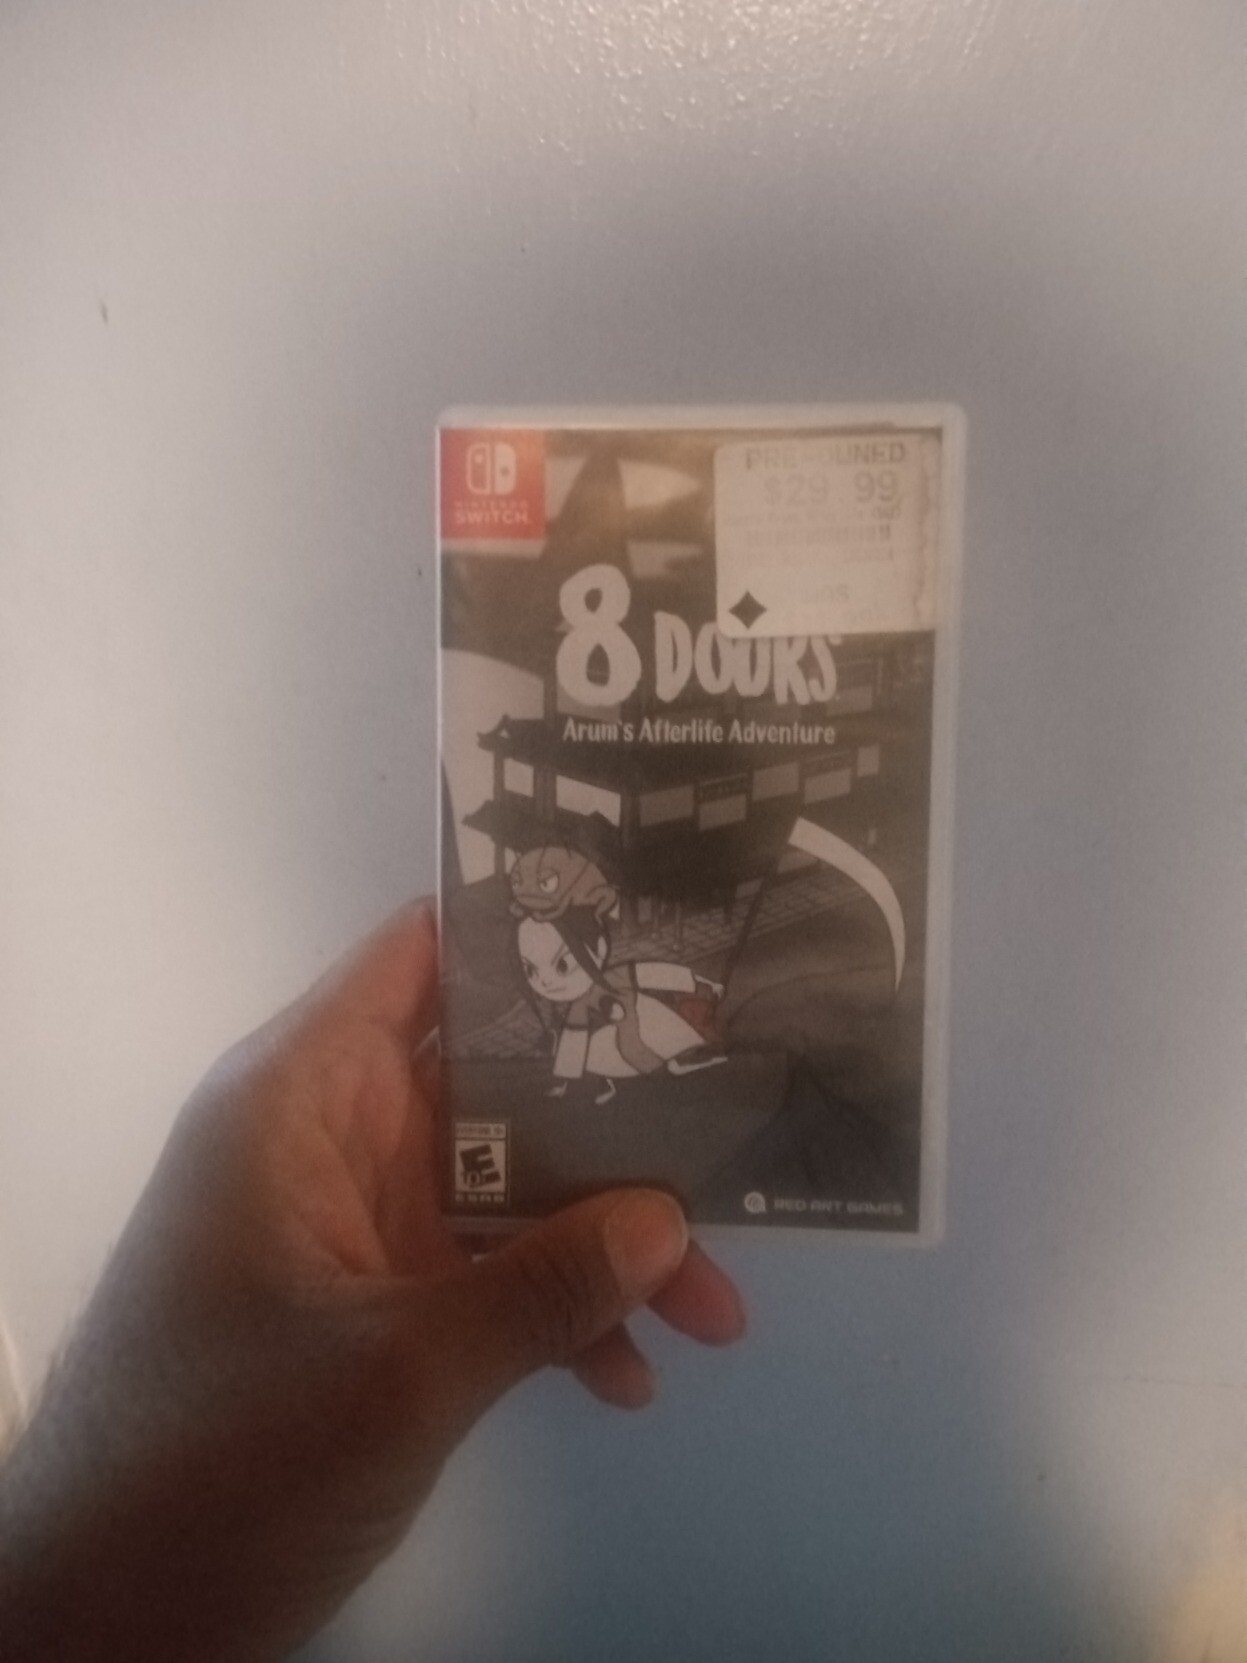 NINTENDO
SWITCH
PRE-OWNED
$29.99
8 DOORS
Arum's Afterlife Adventure
E
ESRB
RED ART GAMES